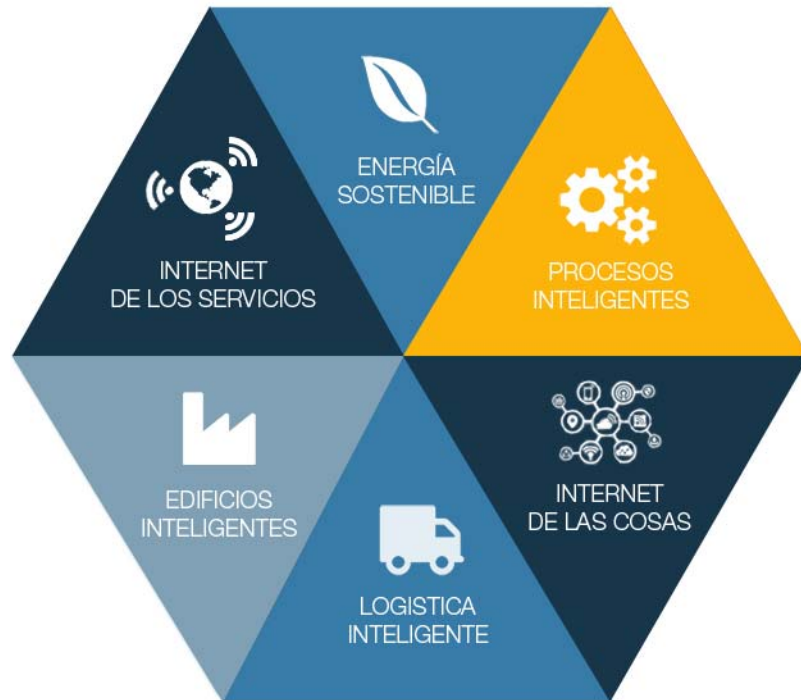 ENERGÍA
SOSTENIBLE
INTERNET
DE LOS SERVICIOS
PROCESOS
INTELIGENTES
EDIFICIOS
INTELIGENTES
INTERNET
DE LAS COSAS
LOGISTICA
INTELIGENTE